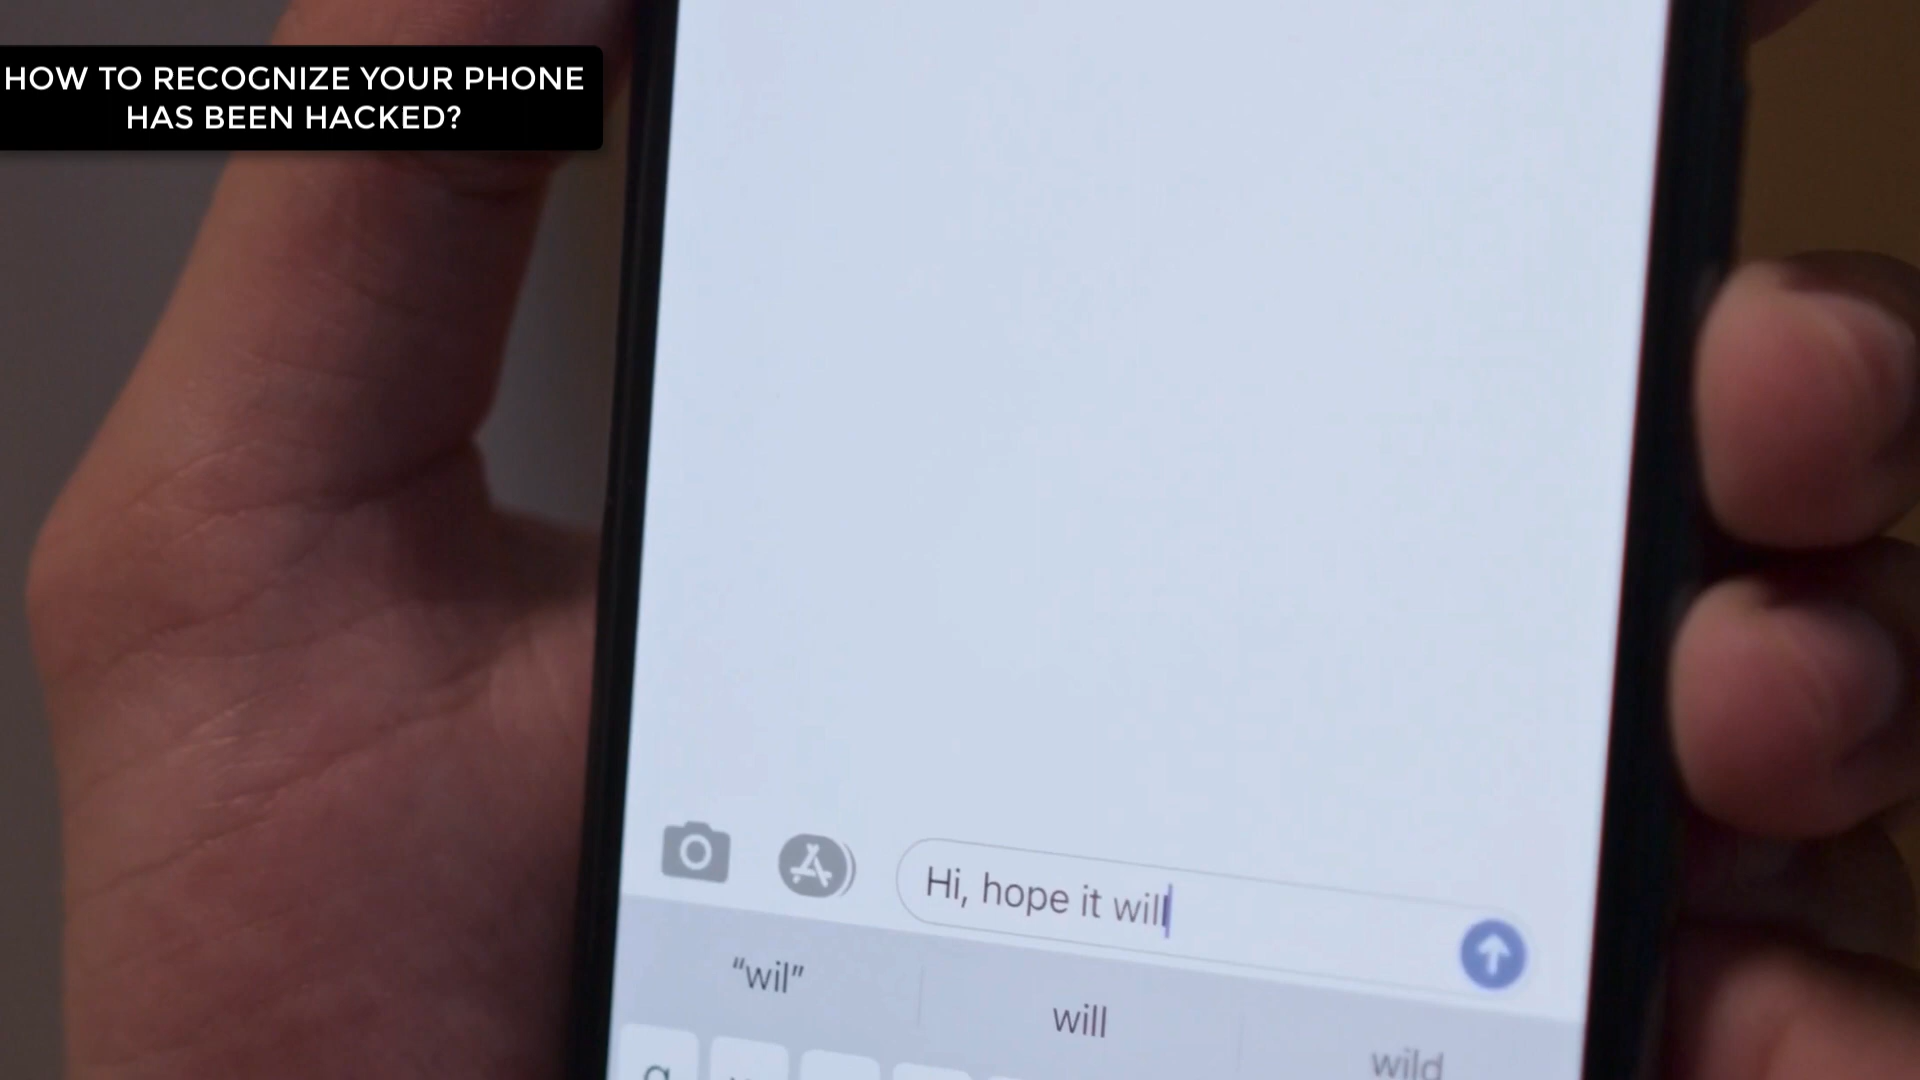 HOW TO RECOGNIZE YOUR PHONE
HAS BEEN HACKED?
Hi, hope it will
“wil”
will
wild
q